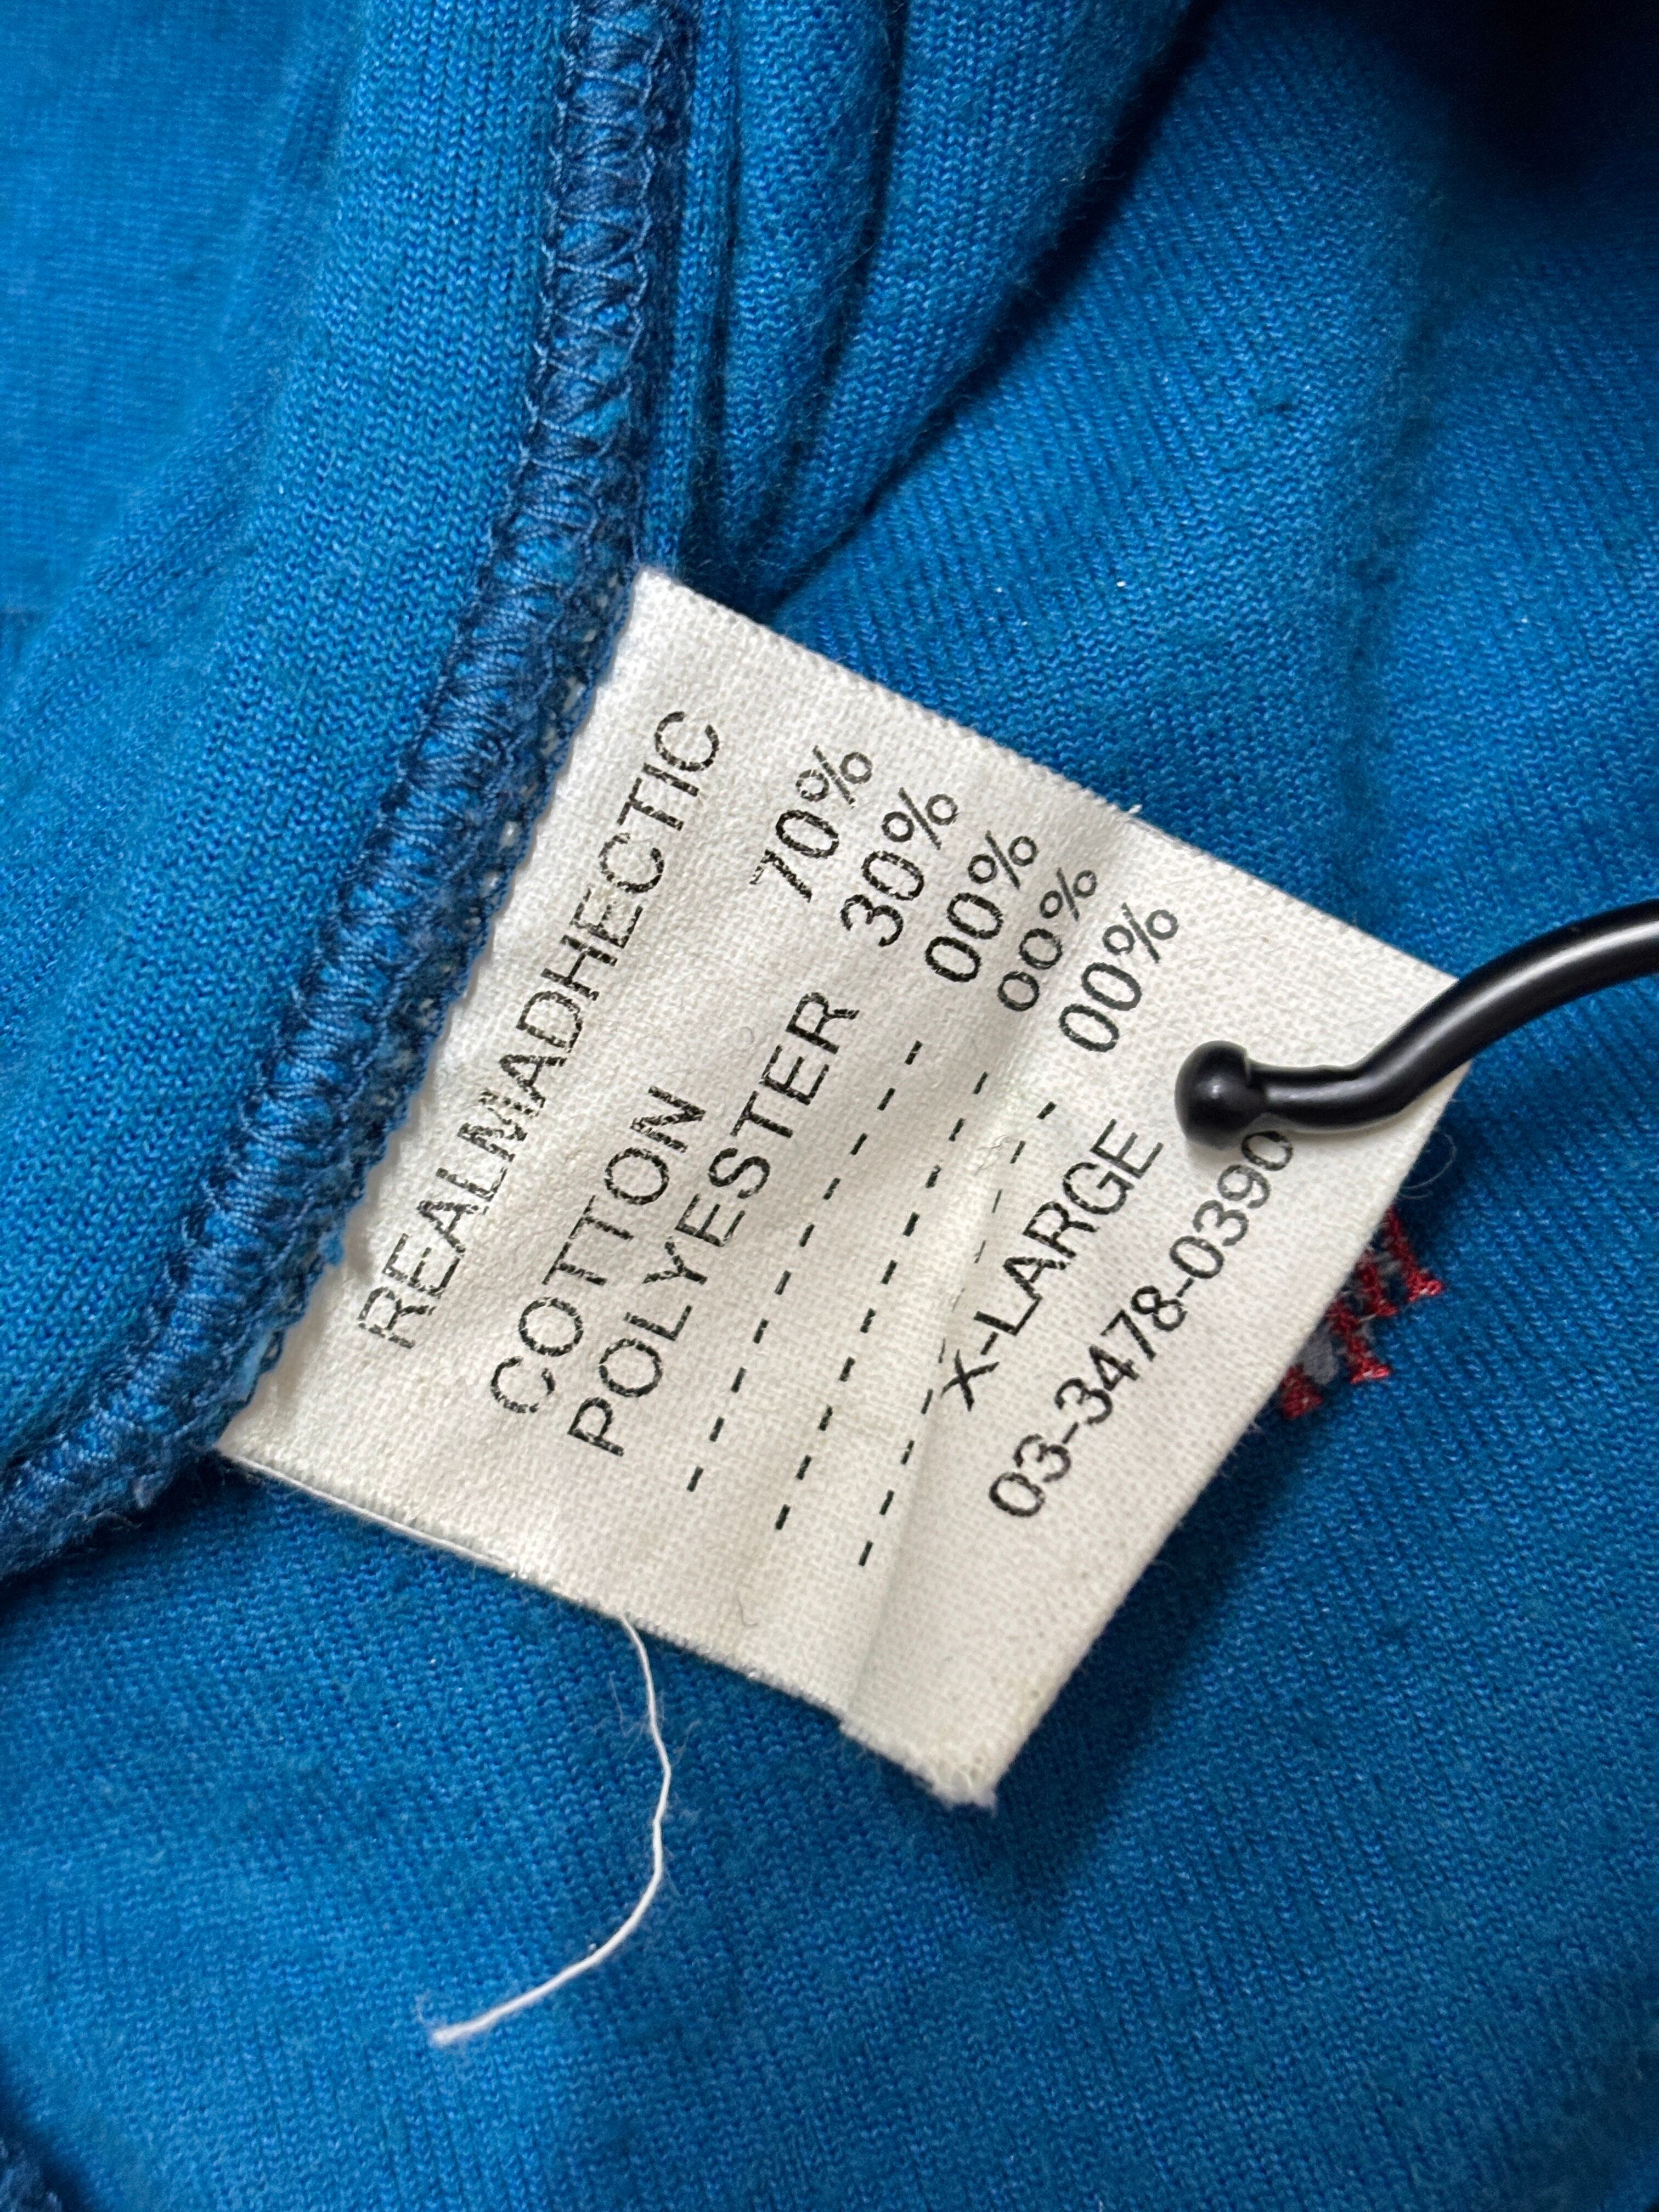 REALMADHECTIC
COTTON 70%
POLYESTER 30%
-------- 00%
-------- 00%
-------- 00%
X-LARGE
03-3478-0390